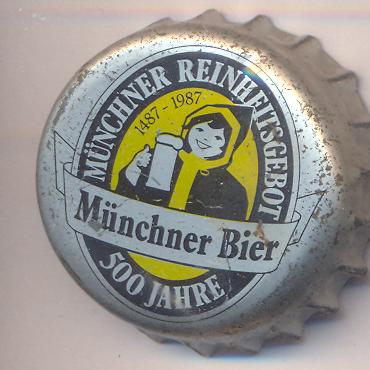 MÜNCHNER REINHEITSGEBOT
1487-1987
Münchner Bier
500 JAHRE